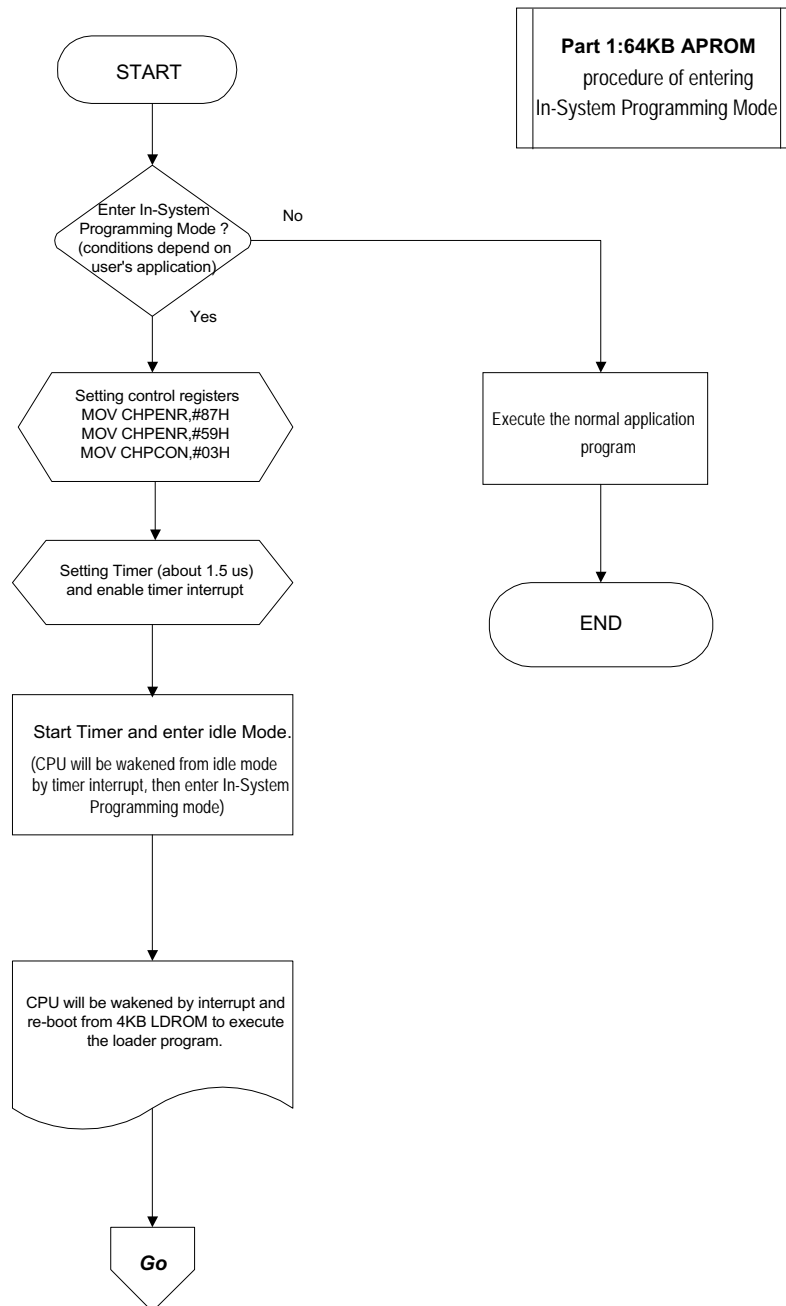 Part 1:64KB APROM
procedure of entering
In-System Programming Mode
START
Enter In-System
Programming Mode ?
(conditions depend on
user's application)
No
Yes
Setting control registers
MOV CHPENR,#87H
MOV CHPENR,#59H
MOV CHPCON,#03H
Execute the normal application
program
Setting Timer (about 1.5 us)
and enable timer interrupt
END
Start Timer and enter idle Mode.
(CPU will be wakened from idle mode
by timer interrupt, then enter In-System
Programming mode)
CPU will be wakened by interrupt and
re-boot from 4KB LDROM to execute
the loader program.
Go